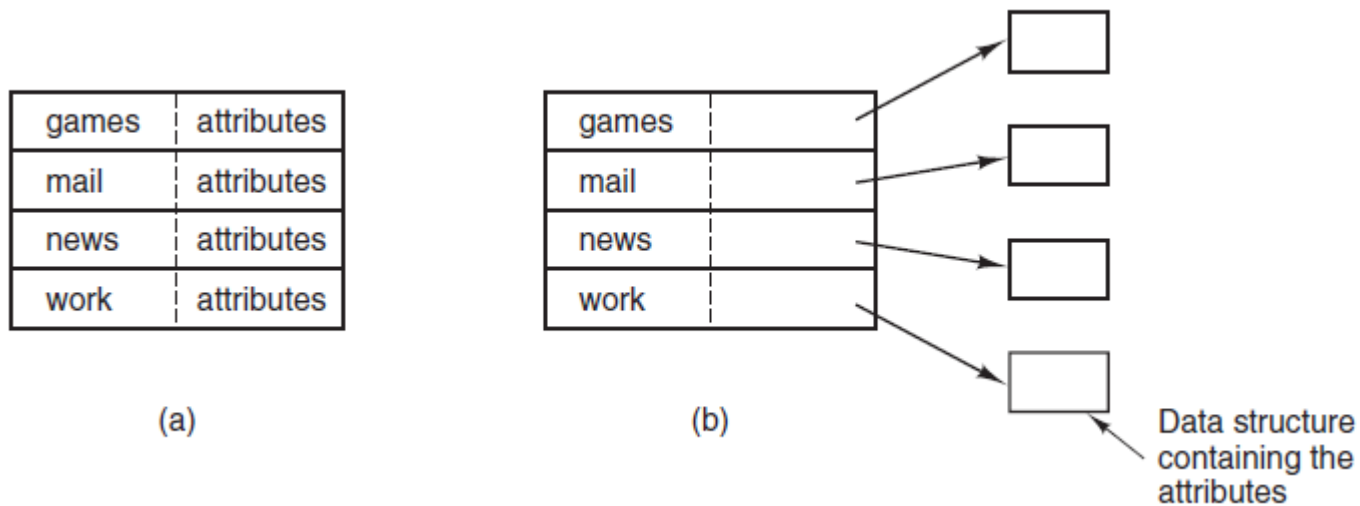 games attributes
mail attributes
news attributes
work attributes
(a)
games
mail
news
work
(b)
Data structure
containing the
attributes